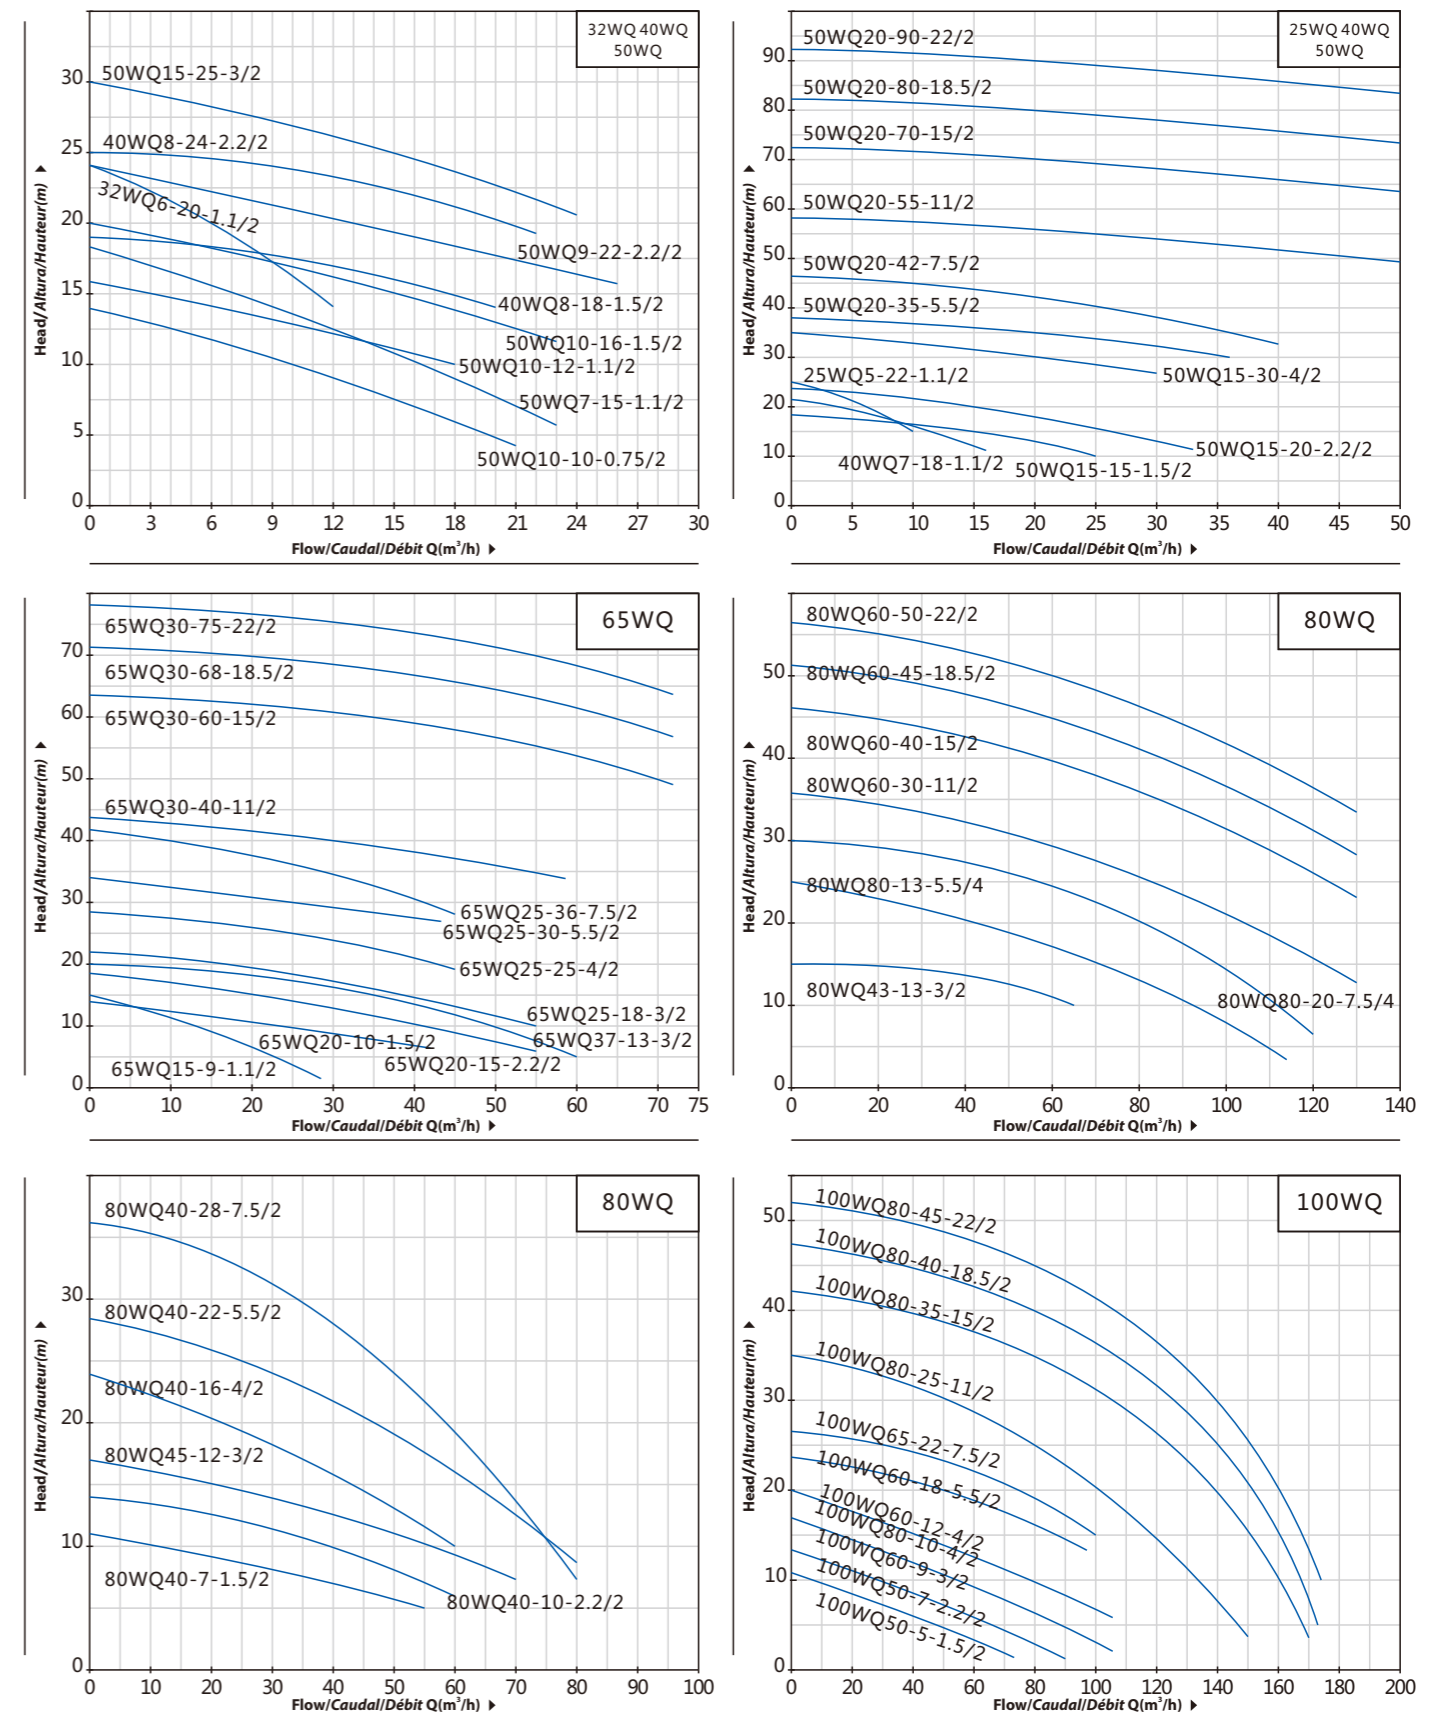 32WQ 40WQ
50WQ
Head/Altura/Hauteur(m) ▲
30
25
20
15
10
5
0
50WQ15-25-3/2
40WQ8-24-2.2/2
32WQ6-20-1.1/2
50WQ9-22-2.2/2
40WQ8-18-1.5/2
50WQ10-16-1.5/2
50WQ10-12-1.1/2
50WQ7-15-1.1/2
50WQ10-10-0.75/2
0 3 6 9 12 15 18 21 24 27 30
Flow/Caudal/Débit Q(m³/h) ▶
25WQ 40WQ
50WQ
Head/Altura/Hauteur(m) ▲
90
80
70
60
50
40
30
20
10
0
50WQ20-90-22/2
50WQ20-80-18.5/2
50WQ20-70-15/2
50WQ20-55-11/2
50WQ20-42-7.5/2
50WQ20-35-5.5/2
50WQ15-30-4/2
25WQ5-22-1.1/2
50WQ15-20-2.2/2
40WQ7-18-1.1/2
50WQ15-15-1.5/2
0 5 10 15 20 25 30 35 40 45 50
Flow/Caudal/Débit Q(m³/h) ▶
65WQ
Head/Altura/Hauteur(m) ▲
70
60
50
40
30
20
10
0
65WQ30-75-22/2
65WQ30-68-18.5/2
65WQ30-60-15/2
65WQ30-40-11/2
65WQ25-36-7.5/2
65WQ25-30-5.5/2
65WQ25-25-4/2
65WQ25-18-3/2
65WQ37-13-3/2
65WQ20-10-1.5/2
65WQ20-15-2.2/2
65WQ15-9-1.1/2
0 10 20 30 40 50 60 70 75
Flow/Caudal/Débit Q(m³/h) ▶
80WQ
Head/Altura/Hauteur(m) ▲
50
40
30
20
10
0
80WQ60-50-22/2
80WQ60-45-18.5/2
80WQ60-40-15/2
80WQ60-30-11/2
80WQ80-13-5.5/4
80WQ43-13-3/2
80WQ80-20-7.5/4
0 20 40 60 80 100 120 140
Flow/Caudal/Débit Q(m³/h) ▶
80WQ
Head/Altura/Hauteur(m) ▲
30
20
10
0
80WQ40-28-7.5/2
80WQ40-22-5.5/2
80WQ40-16-4/2
80WQ45-12-3/2
80WQ40-7-1.5/2
80WQ40-10-2.2/2
0 10 20 30 40 50 60 70 80 90 100
Flow/Caudal/Débit Q(m³/h) ▶
100WQ
Head/Altura/Hauteur(m) ▲
50
40
30
20
10
0
100WQ80-45-22/2
100WQ80-40-18.5/2
100WQ80-35-15/2
100WQ80-25-11/2
100WQ65-22-7.5/2
100WQ60-18-5.5/2
100WQ60-12-4/2
100WQ80-10-4/2
100WQ60-9-3/2
100WQ50-7-2.2/2
100WQ50-5-1.5/2
0 20 40 60 80 100 120 140 160 180 200
Flow/Caudal/Débit Q(m³/h) ▶